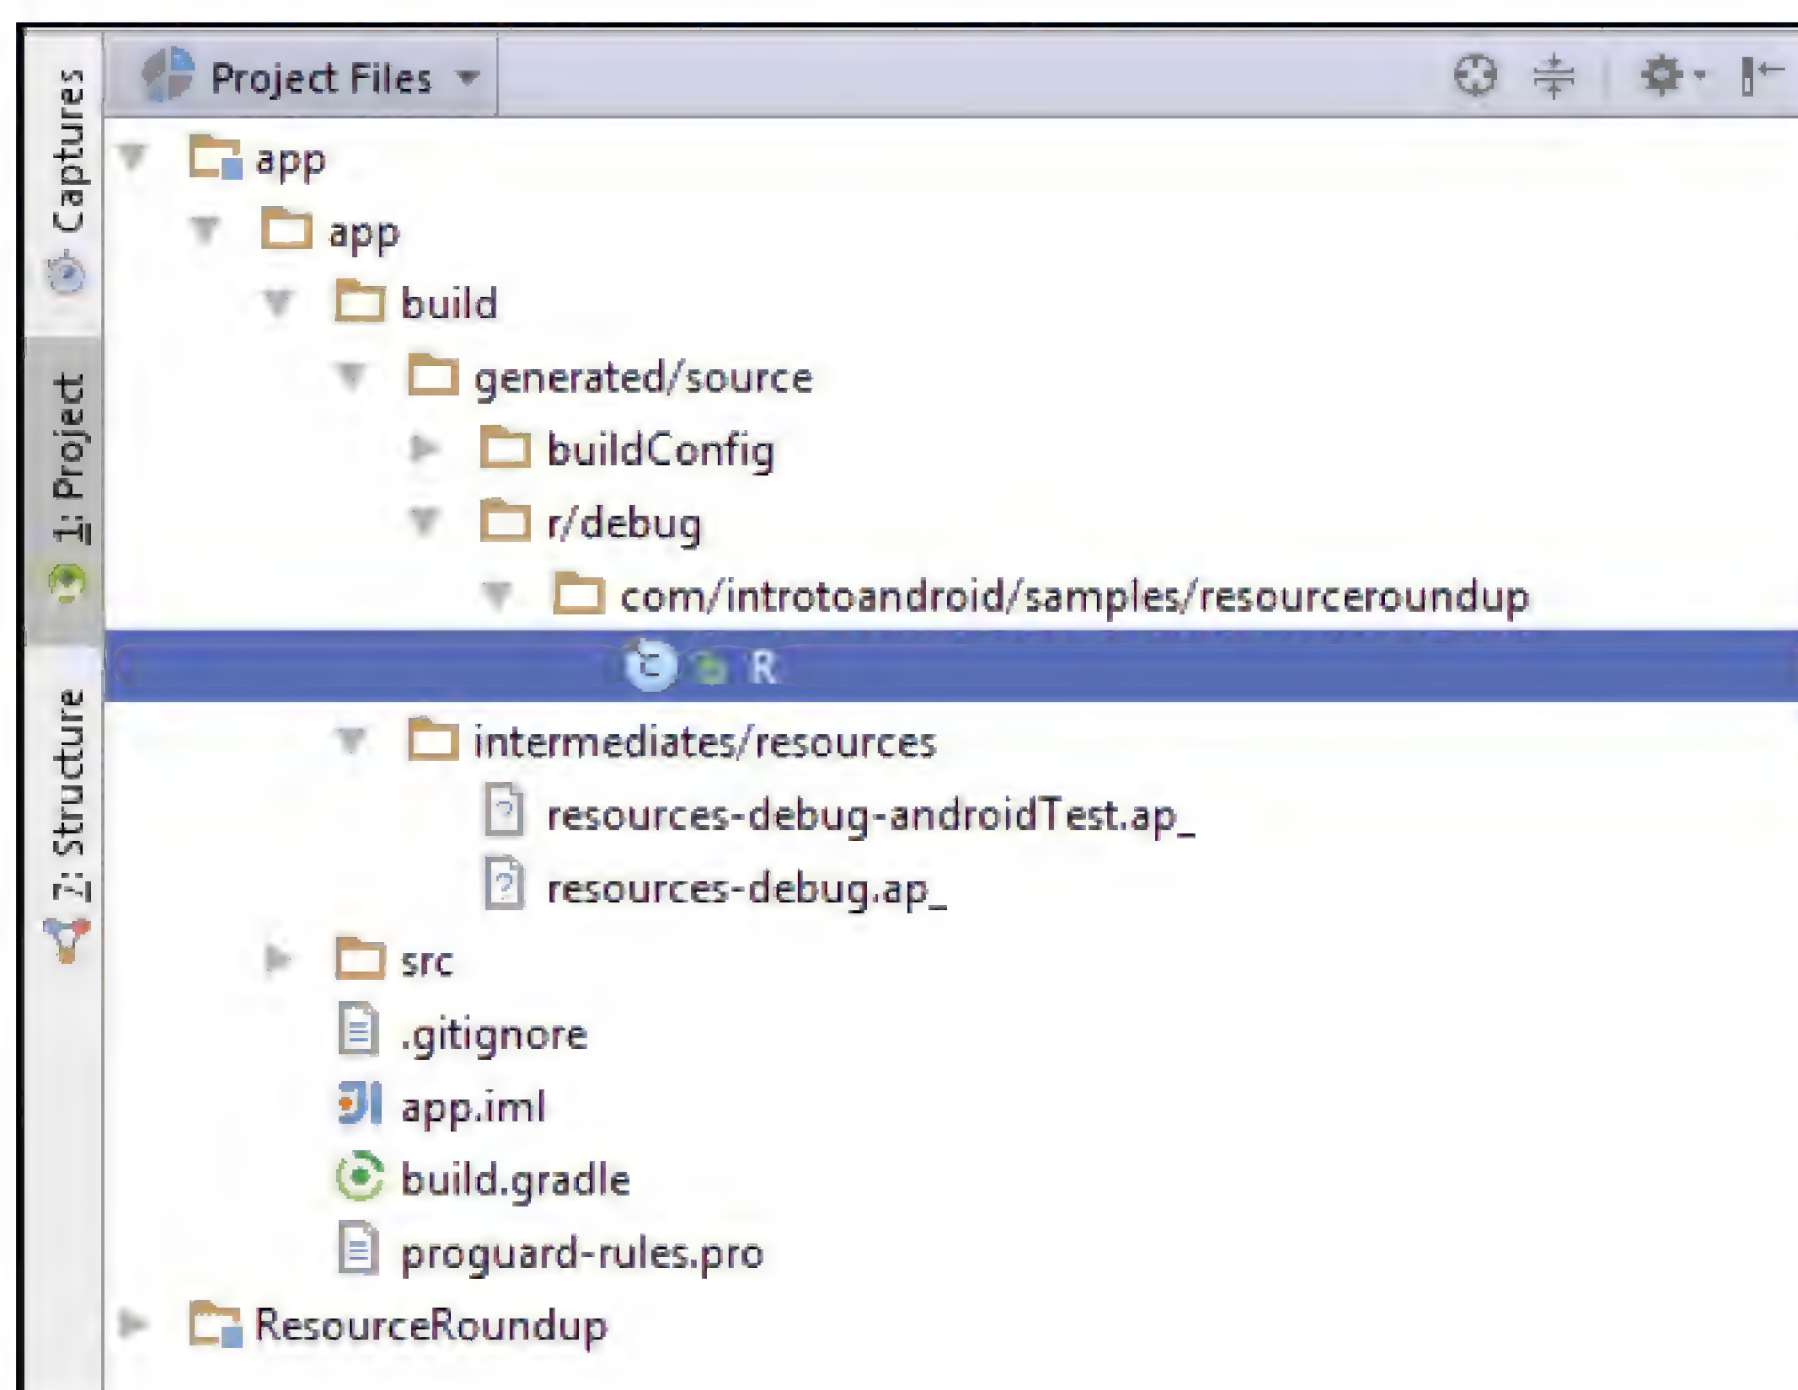 Project Files
Captures
1: Project
7: Structure
app
app
build
generated/source
buildConfig
r/debug
com/introtoandroid/samples/resourceroundup
R
intermediates/resources
resources-debug-androidTest.ap_
resources-debug.ap_
src
.gitignore
app.iml
build.gradle
proguard-rules.pro
ResourceRoundup